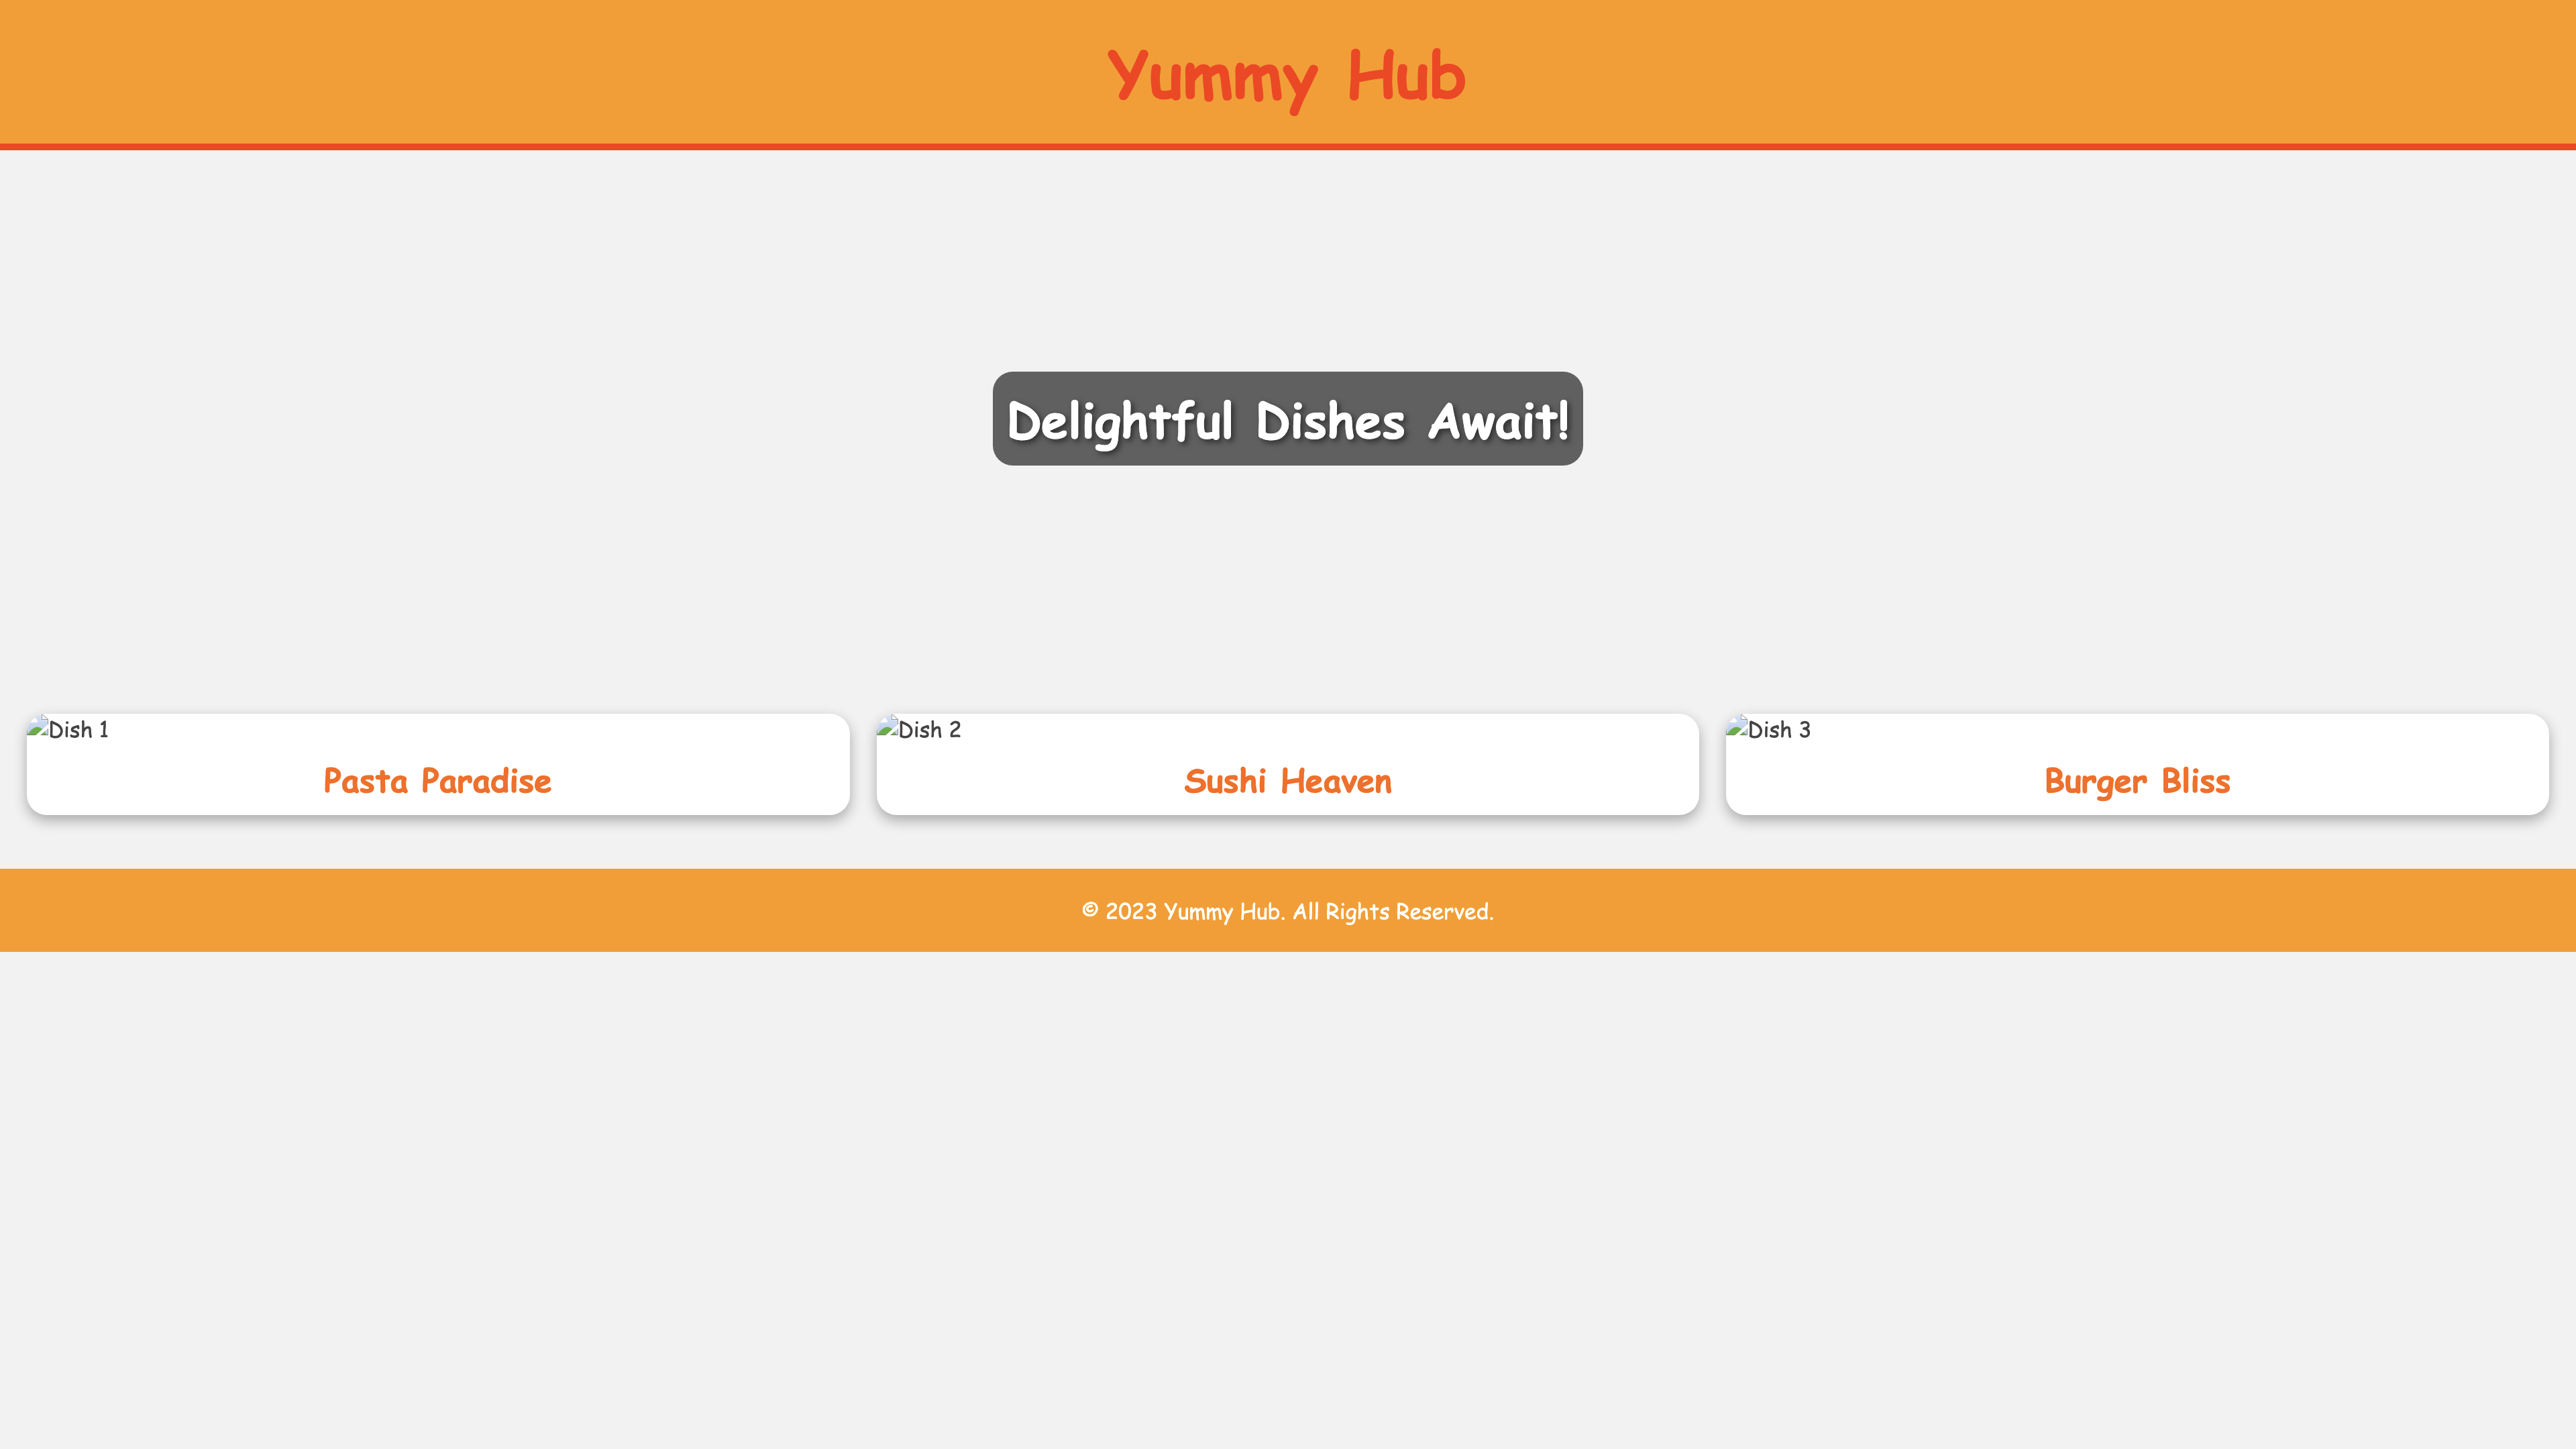 Yummy Hub
Delightful Dishes Await!
Dish 1
Pasta Paradise
Dish 2
Sushi Heaven
Dish 3
Burger Bliss
© 2023 Yummy Hub. All Rights Reserved.